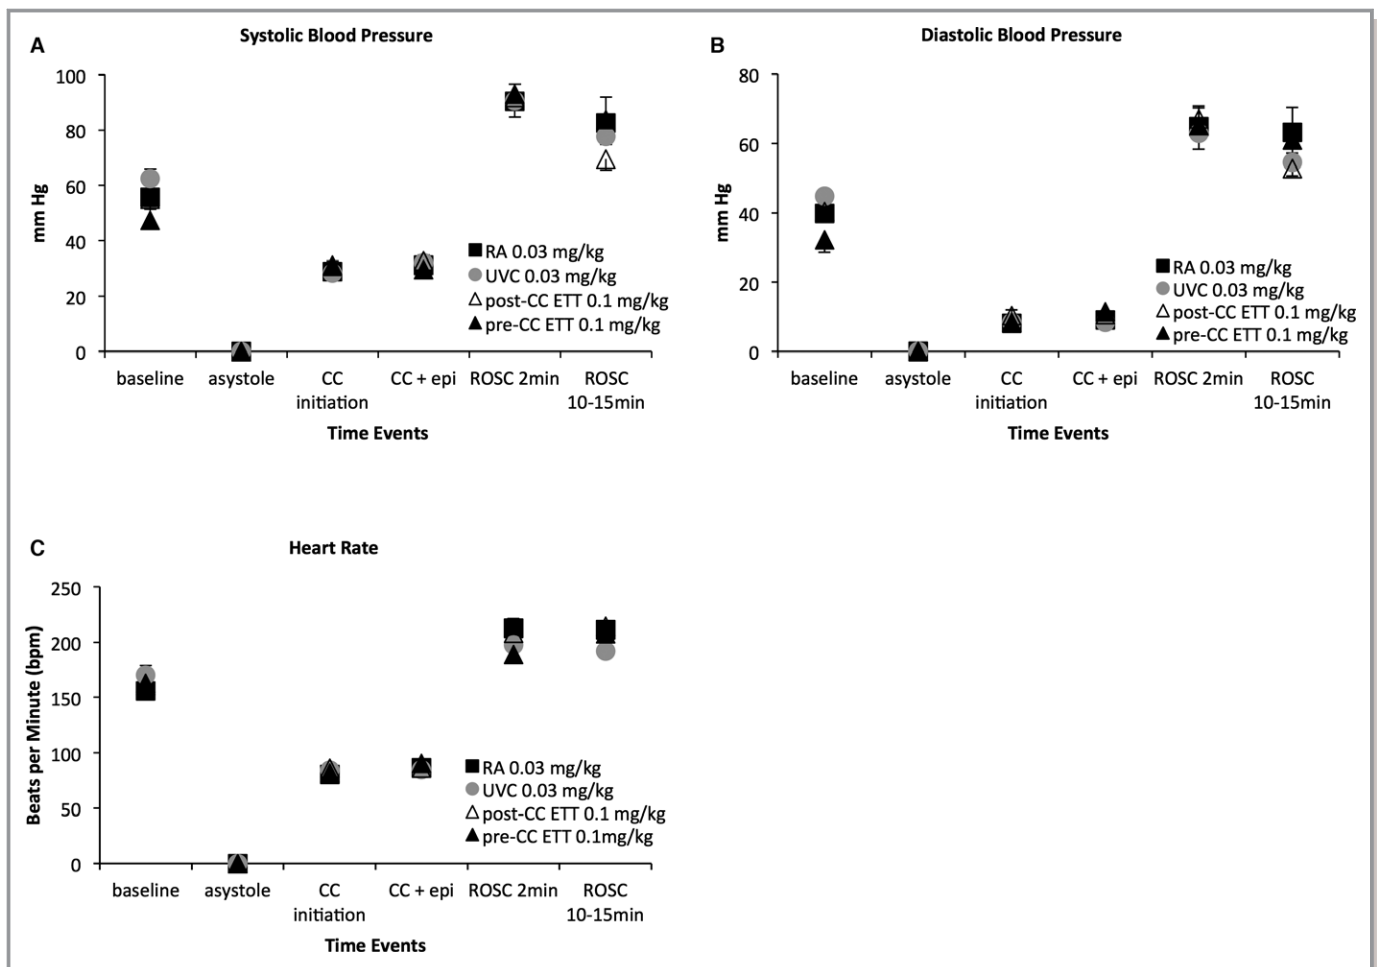 A
Systolic Blood Pressure
mm Hg
100
80
60
40
20
0
RA 0.03 mg/kg
UVC 0.03 mg/kg
post-CC ETT 0.1 mg/kg
pre-CC ETT 0.1 mg/kg
baseline asystole CC CC + epi ROSC 2min ROSC
initiation 10-15min
Time Events
B
Diastolic Blood Pressure
mm Hg
80
60
40
20
0
RA 0.03 mg/kg
UVC 0.03 mg/kg
post-CC ETT 0.1 mg/kg
pre-CC ETT 0.1 mg/kg
baseline asystole CC CC + epi ROSC 2min ROSC
initiation 10-15min
Time Events
C
Heart Rate
Beats per Minute (bpm)
250
200
150
100
50
0
RA 0.03 mg/kg
UVC 0.03 mg/kg
post-CC ETT 0.1 mg/kg
pre-CC ETT 0.1mg/kg
baseline asystole CC CC + epi ROSC 2min ROSC
initiation 10-15min
Time Events